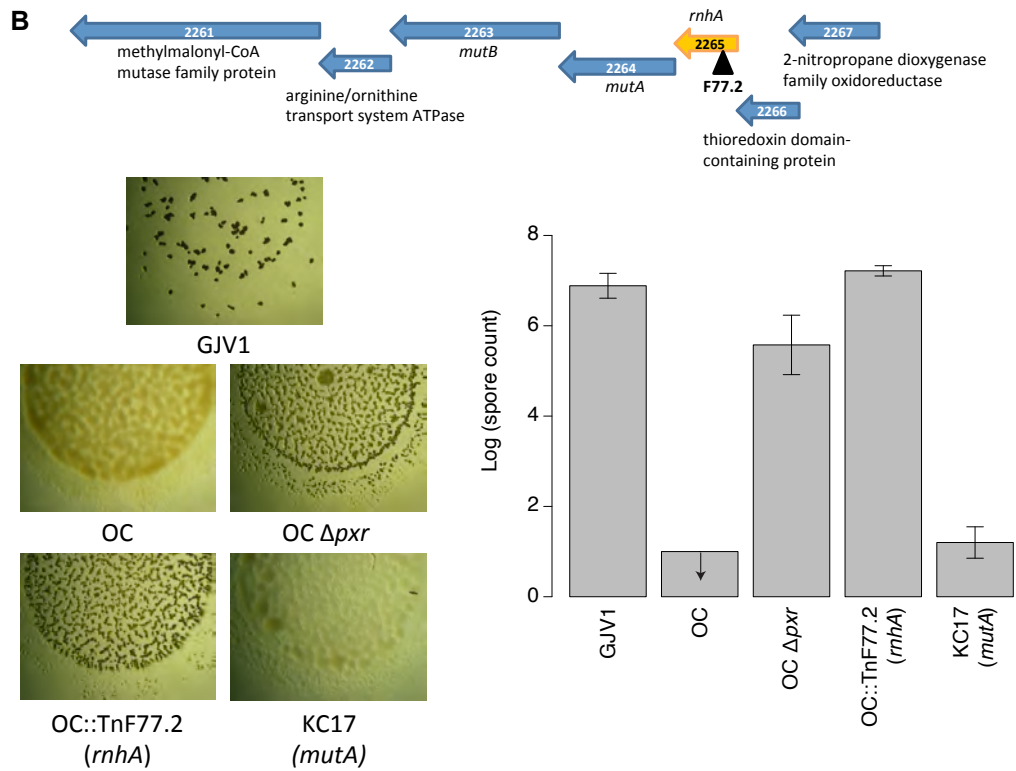 B
rnhA
2261
2263
2265
2267
methylmalonyl-CoA
mutase family protein
2262
mutB
2264
mutA
F77.2
2-nitropropane dioxygenase
family oxidoreductase
arginine/ornithine
transport system ATPase
2266
thioredoxin domain-
containing protein
GJV1
OC
OC Δpxr
OC::TnF77.2
(rnhA)
KC17
(mutA)
Log (spore count)
8
6
4
2
0
GJV1
OC
OC Δpxr
OC::TnF77.2
(rnhA)
KC17
(mutA)